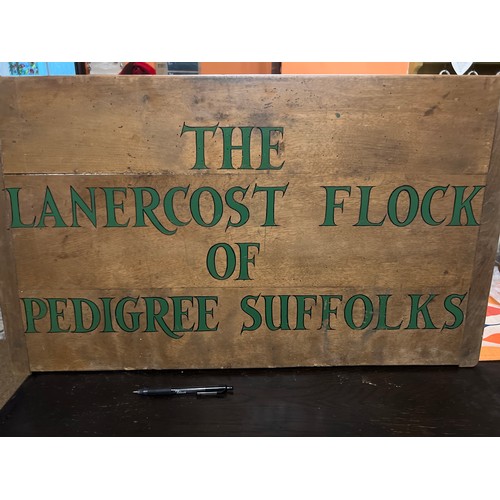 THE
LANERCOST FLOCK
OF
PEDIGREE SUFFOLKS